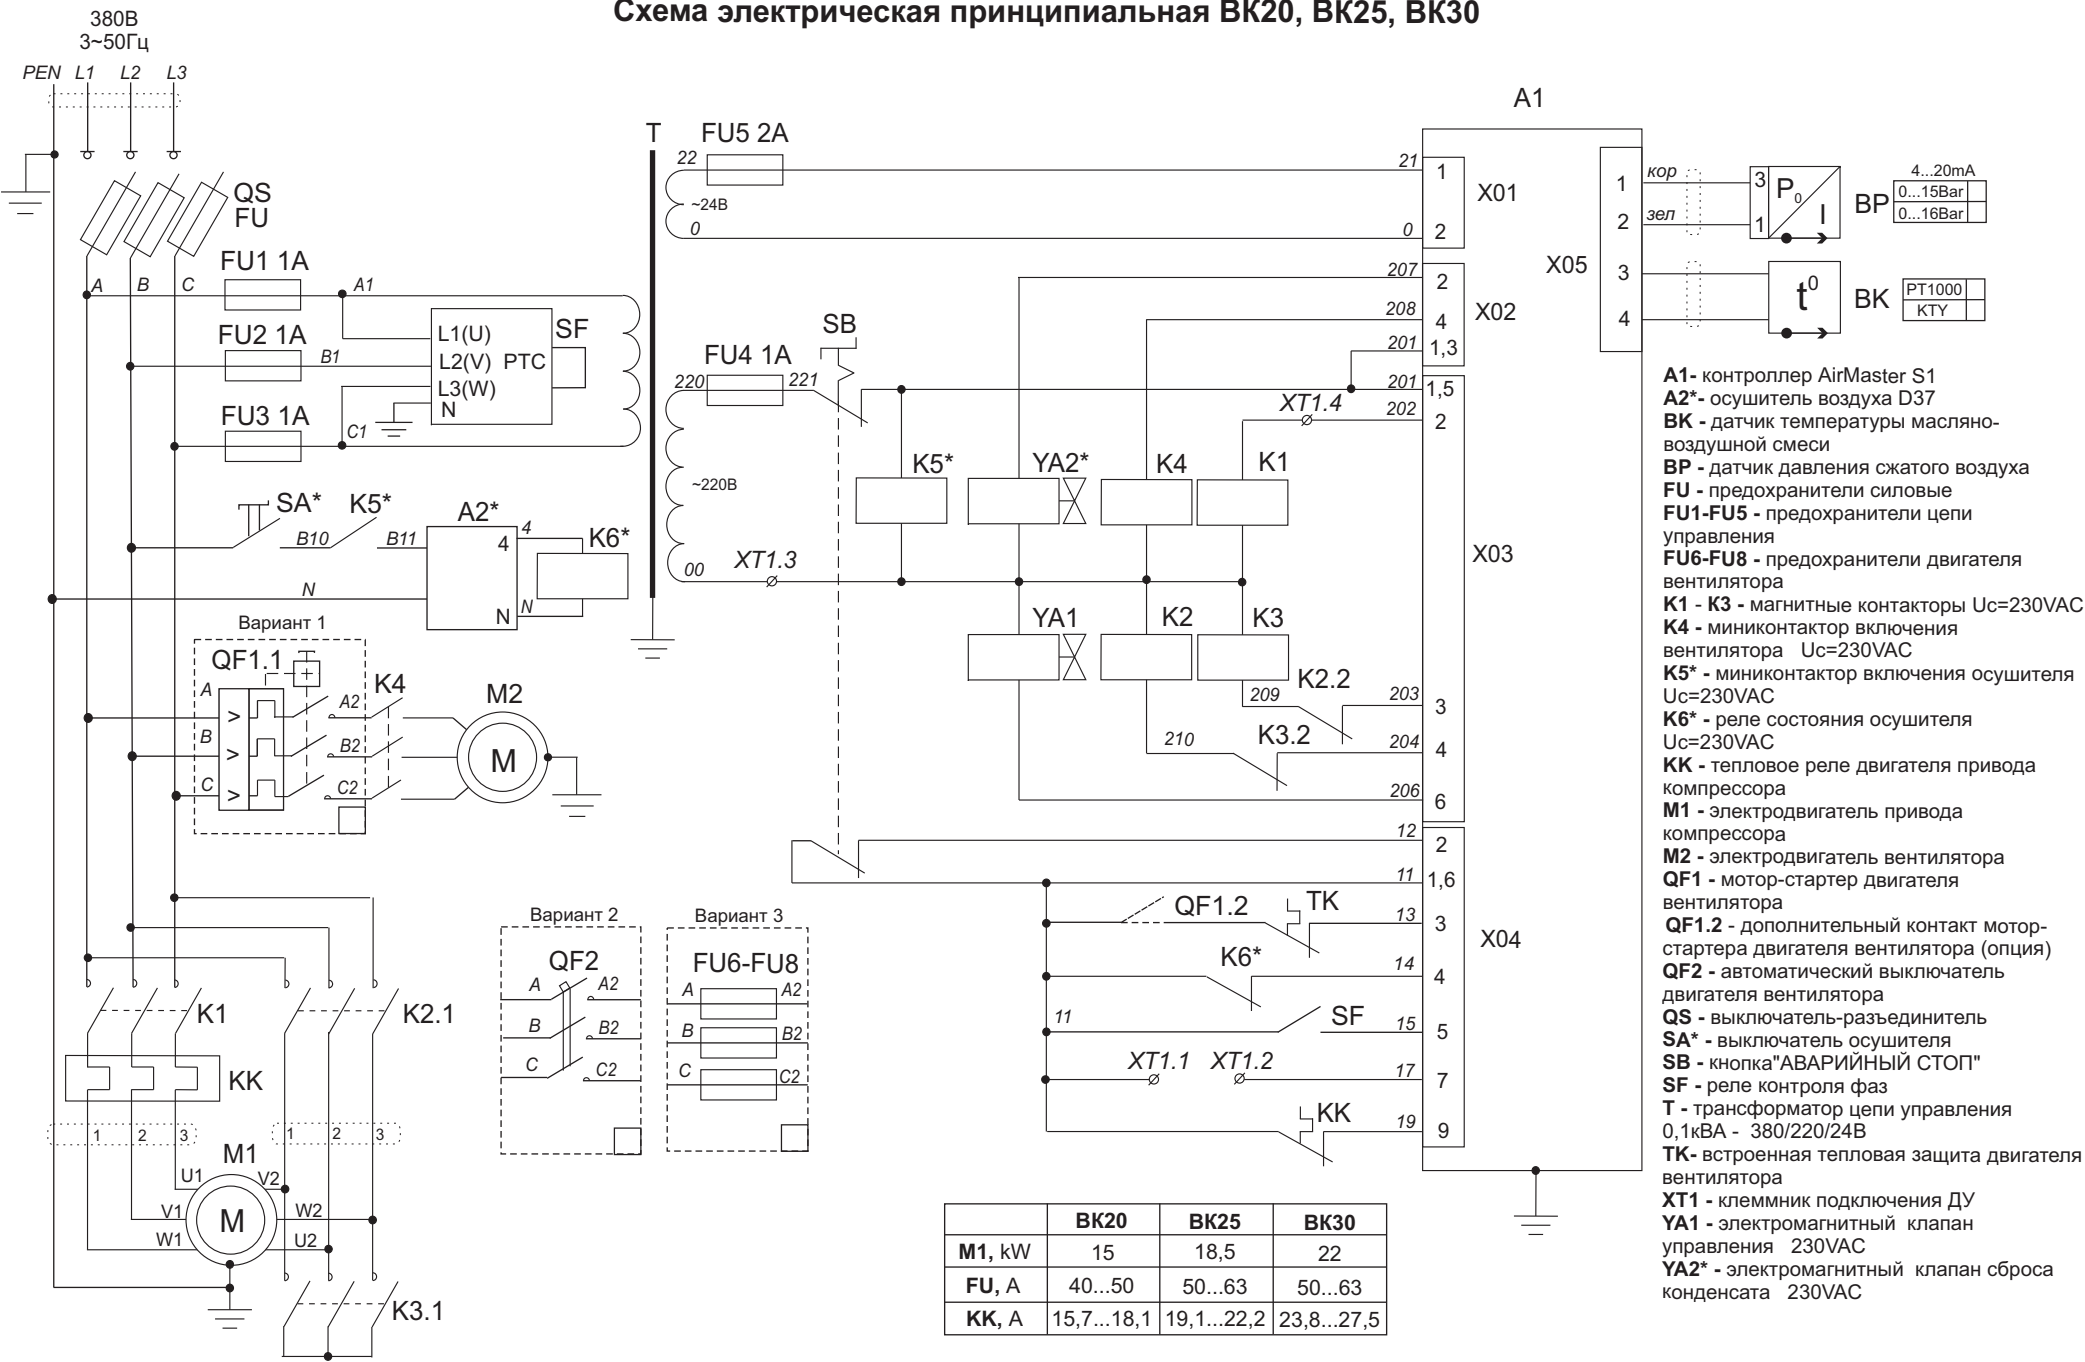 Схема электрическая принципиальная ВК20, ВК25, ВК30
380В
3~50Гц
PEN L1 L2 L3
QS
FU
A B C
FU1 1A
A1
FU2 1A
B1
FU3 1A
C1
L1(U)
L2(V) PTC
L3(W)
N
SF
SA* K5*
B10 B11
A2*
4
4
N
N
K6*
N
Вариант 1
QF1.1
A
B
C
>
>
>
A2
B2
C2
K4
M2
M
K1
K2.1
KK
1 2 3
1 2 3
M1
M
U1
V1
W1
V2
W2
U2
K3.1
Вариант 2
QF2
A A2
B B2
C C2
Вариант 3
FU6-FU8
A A2
B B2
C C2
T
FU5 2A
22
~24В
0
21
0
FU4 1A
220 221
~220В
00
XT1.3
SB
K5*
YA2*
K4
K1
XT1.4
YA1
K2
K3
K2.2
209
K3.2
210
207
208
201
201
202
203
204
206
12
11
13
14
15
17
19
QF1.2
TK
K6*
11
SF
XT1.1 XT1.2
KK
A1
1
2
X01
2
4
1,3
X02
1,5
2
3
4
6
X03
2
1,6
3
4
5
7
9
X04
X05
1
2
3
4
кор
зел
3
1
P0
I
BP
4...20mA
0...15Bar
0...16Bar
t0
BK
PT1000
KTY
A1- контроллер AirMaster S1
A2*- осушитель воздуха D37
BK - датчик температуры масляно-
воздушной смеси
BP - датчик давления сжатого воздуха
FU - предохранители силовые
FU1-FU5 - предохранители цепи
управления
FU6-FU8 - предохранители двигателя
вентилятора
K1 - К3 - магнитные контакторы Uc=230VAC
K4 - миниконтактор включения
вентилятора Uc=230VAC
K5* - миниконтактор включения осушителя
Uc=230VAC
K6* - реле состояния осушителя
Uc=230VAC
KK - тепловое реле двигателя привода
компрессора
M1 - электродвигатель привода
компрессора
M2 - электродвигатель вентилятора
QF1 - мотор-стартер двигателя
вентилятора
QF1.2 - дополнительный контакт мотор-
стартера двигателя вентилятора (опция)
QF2 - автоматический выключатель
двигателя вентилятора
QS - выключатель-разъединитель
SA* - выключатель осушителя
SB - кнопка"АВАРИЙНЫЙ СТОП"
SF - реле контроля фаз
T - трансформатор цепи управления
0,1кВА - 380/220/24В
TK- встроенная тепловая защита двигателя
вентилятора
XT1 - клеммник подключения ДУ
YA1 - электромагнитный клапан
управления 230VAC
YA2* - электромагнитный клапан сброса
конденсата 230VAC
ВК20 ВК25 ВК30
M1, kW 15 18,5 22
FU, A 40...50 50...63 50...63
KK, A 15,7...18,1 19,1...22,2 23,8...27,5